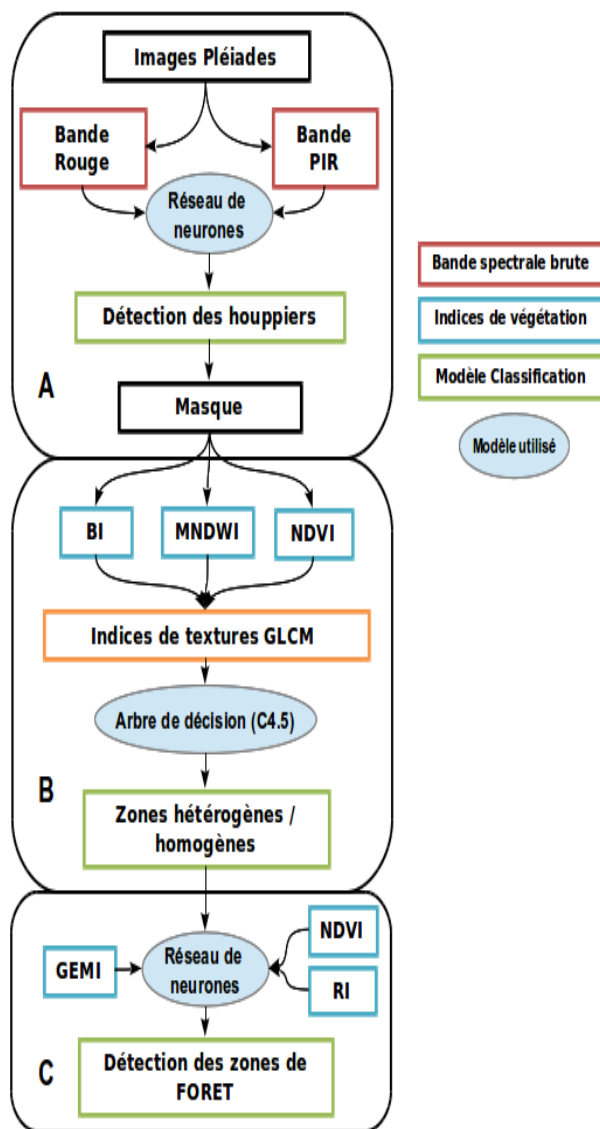 Images Pléiades
Bande
Rouge
Bande
PIR
Réseau de
neurones
Détection des houppiers
A
Masque
Bande spectrale brute
Indices de végétation
Modèle Classification
Modèle utilisé
BI
MNDWI
NDVI
Indices de textures GLCM
Arbre de décision (C4.5)
B
Zones hétérogènes /
homogènes
GEMI
Réseau de
neurones
NDVI
RI
C
Détection des zones de
FORET